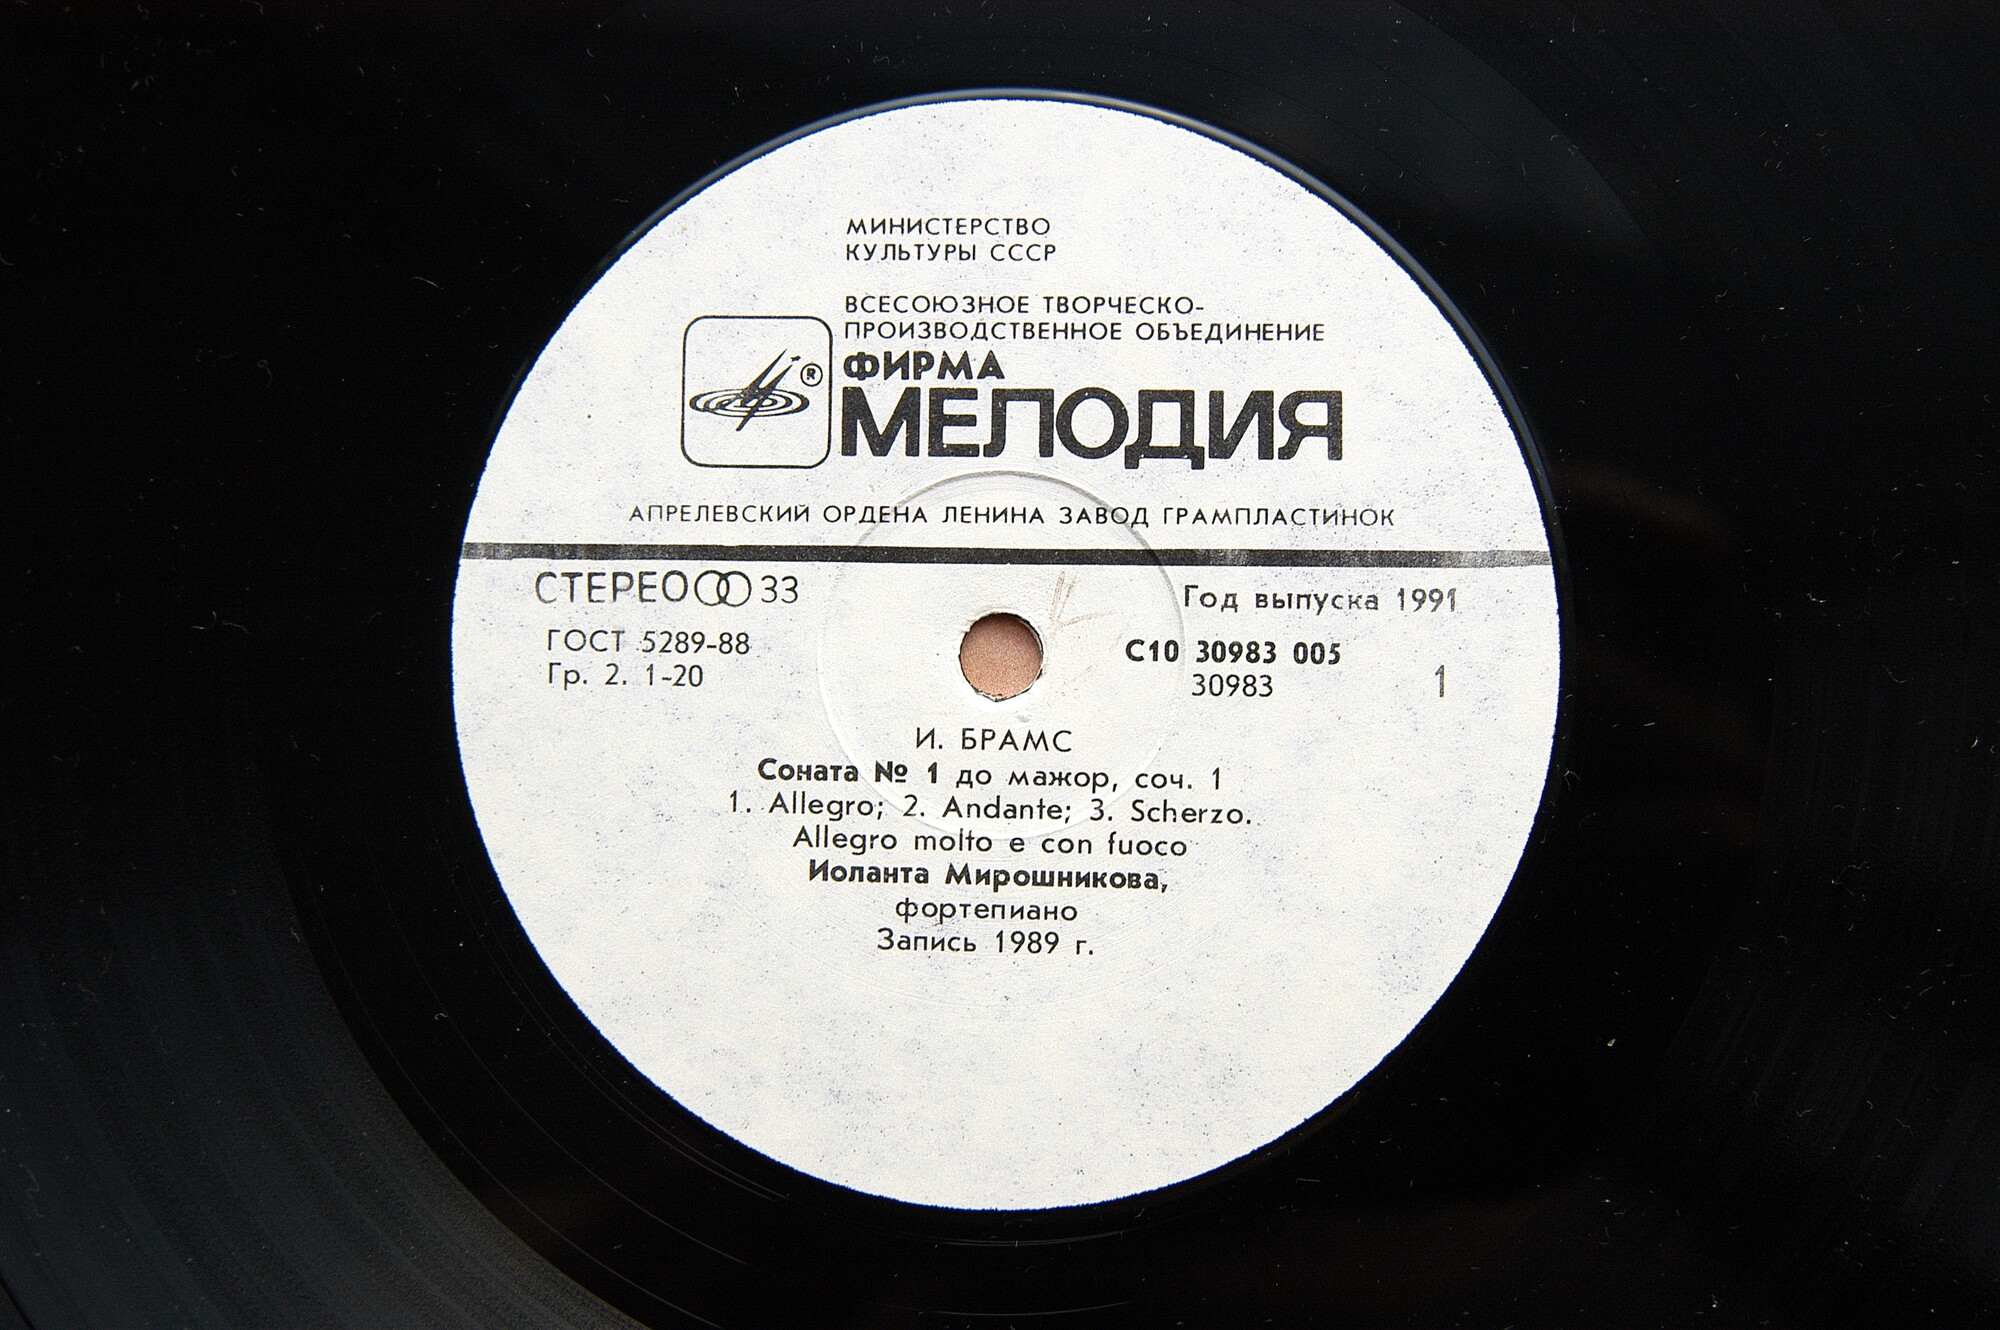 МИНИСТЕРСТВО
КУЛЬТУРЫ СССР
ВСЕСОЮЗНОЕ ТВОРЧЕСКО-
ПРОИЗВОДСТВЕННОЕ ОБЪЕДИНЕНИЕ
®
ФИРМА
МЕЛОДИЯ
АПРЕЛЕВСКИЙ ОРДЕНА ЛЕНИНА ЗАВОД ГРАМПЛАСТИНОК
СТЕРЕО 33
Год выпуска 1991
ГОСТ 5289-88
С10 30983 005
Гр. 2. 1-20
30983
1
И. БРАМС
Соната № 1 до мажор, соч. 1
1. Allegro; 2. Andante; 3. Scherzo.
Allegro molto e con fuoco
Иоланта Мирошникова,
фортепиано
Запись 1989 г.